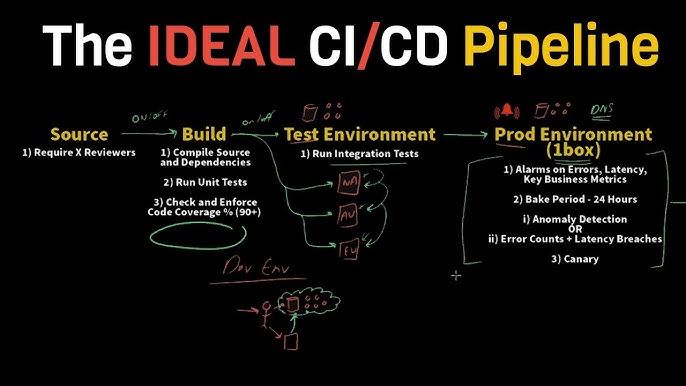 The IDEAL CI/CD Pipeline
ON/OFF
on/off
DNS
Source
Build
Test Environment
Prod Environment
(1box)
1) Require X Reviewers
1) Compile Source
and Dependencies
2) Run Unit Tests
3) Check and Enforce
Code Coverage % (90+)
1) Run Integration Tests
NA
AU
EU
1) Alarms on Errors, Latency,
Key Business Metrics
2) Bake Period - 24 Hours
i) Anomaly Detection
OR
ii) Error Counts + Latency Breaches
3) Canary
Dev Env